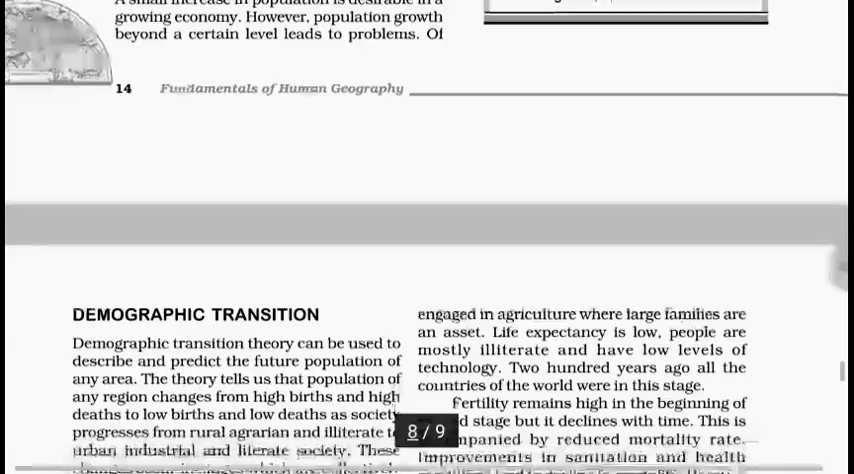 A small increase in population is desirable in a
growing economy. However, population growth
beyond a certain level leads to problems. Of
14 Fundamentals of Human Geography
DEMOGRAPHIC TRANSITION
Demographic transition theory can be used to
describe and predict the future population of
any area. The theory tells us that population of
any region changes from high births and high
deaths to low births and low deaths as society
progresses from rural agrarian and illiterate
urban industrial and literate society. These
engaged in agriculture where large families are
an asset. Life expectancy is low, people are
mostly illiterate and have low levels of
technology. Two hundred years ago all the
countries of the world were in this stage.
Fertility remains high in the beginning of
stage but it declines with time. This is
by reduced mortality rate.
Improvements in sanitation and health
8 / 9